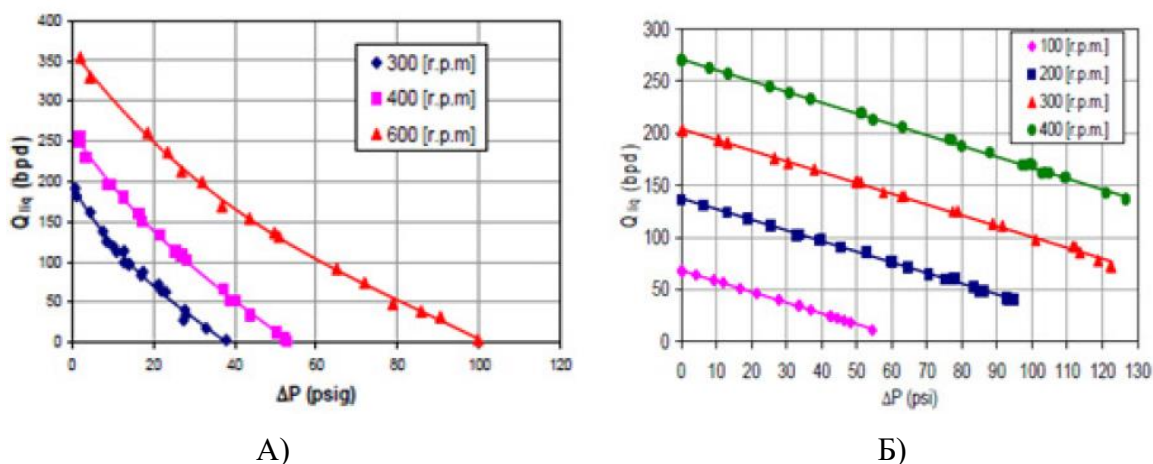 400
350
300
250
200
150
100
50
0
Q liq (bpd)
0 20 40 60 80 100 120
ΔP (psig)
300 [r.p.m]
400 [r.p.m]
600 [r.p.m]
А)
300
250
200
150
100
50
0
Q liq (bpd)
0 10 20 30 40 50 60 70 80 90 100 110 120 130
ΔP (psi)
100 [r.p.m.]
200 [r.p.m.]
300 [r.p.m.]
400 [r.p.m.]
Б)